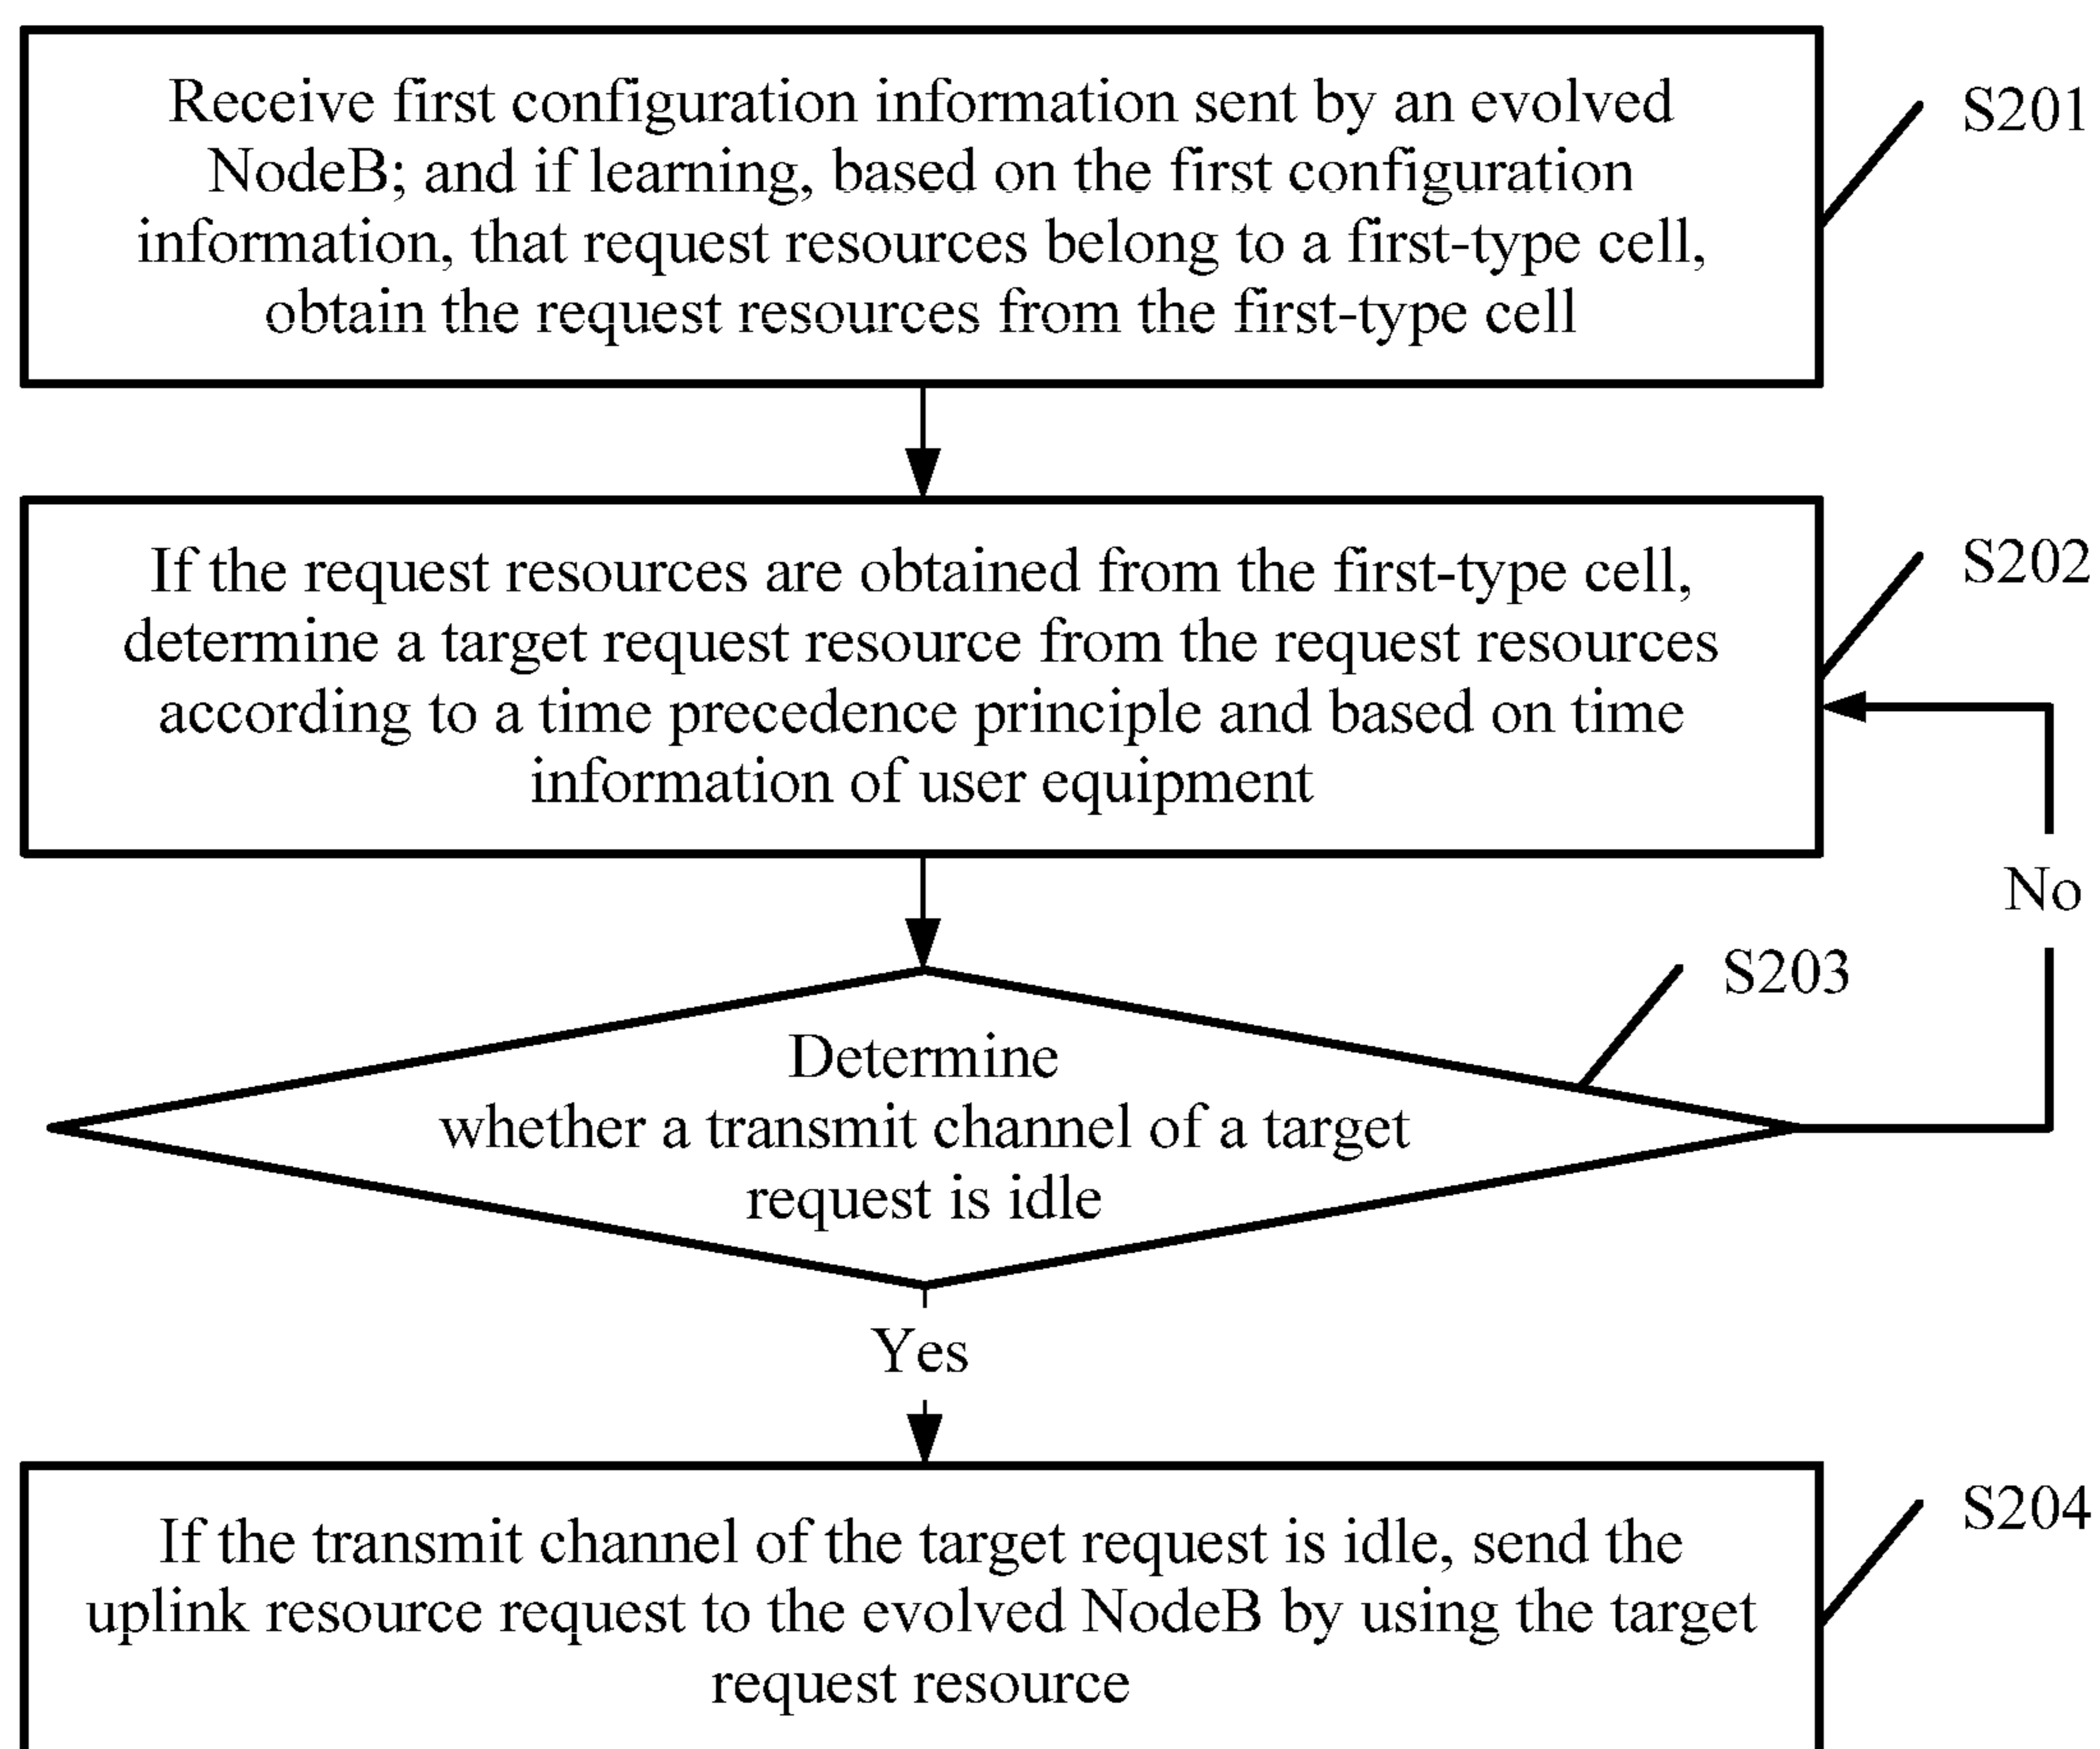 Receive first configuration information sent by an evolved
NodeB; and if learning, based on the first configuration
information, that request resources belong to a first-type cell,
obtain the request resources from the first-type cell
S201
If the request resources are obtained from the first-type cell,
determine a target request resource from the request resources
according to a time precedence principle and based on time
information of user equipment
S202
No
S203
Determine
whether a transmit channel of a target
request is idle
Yes
If the transmit channel of the target request is idle, send the
uplink resource request to the evolved NodeB by using the target
request resource
S204